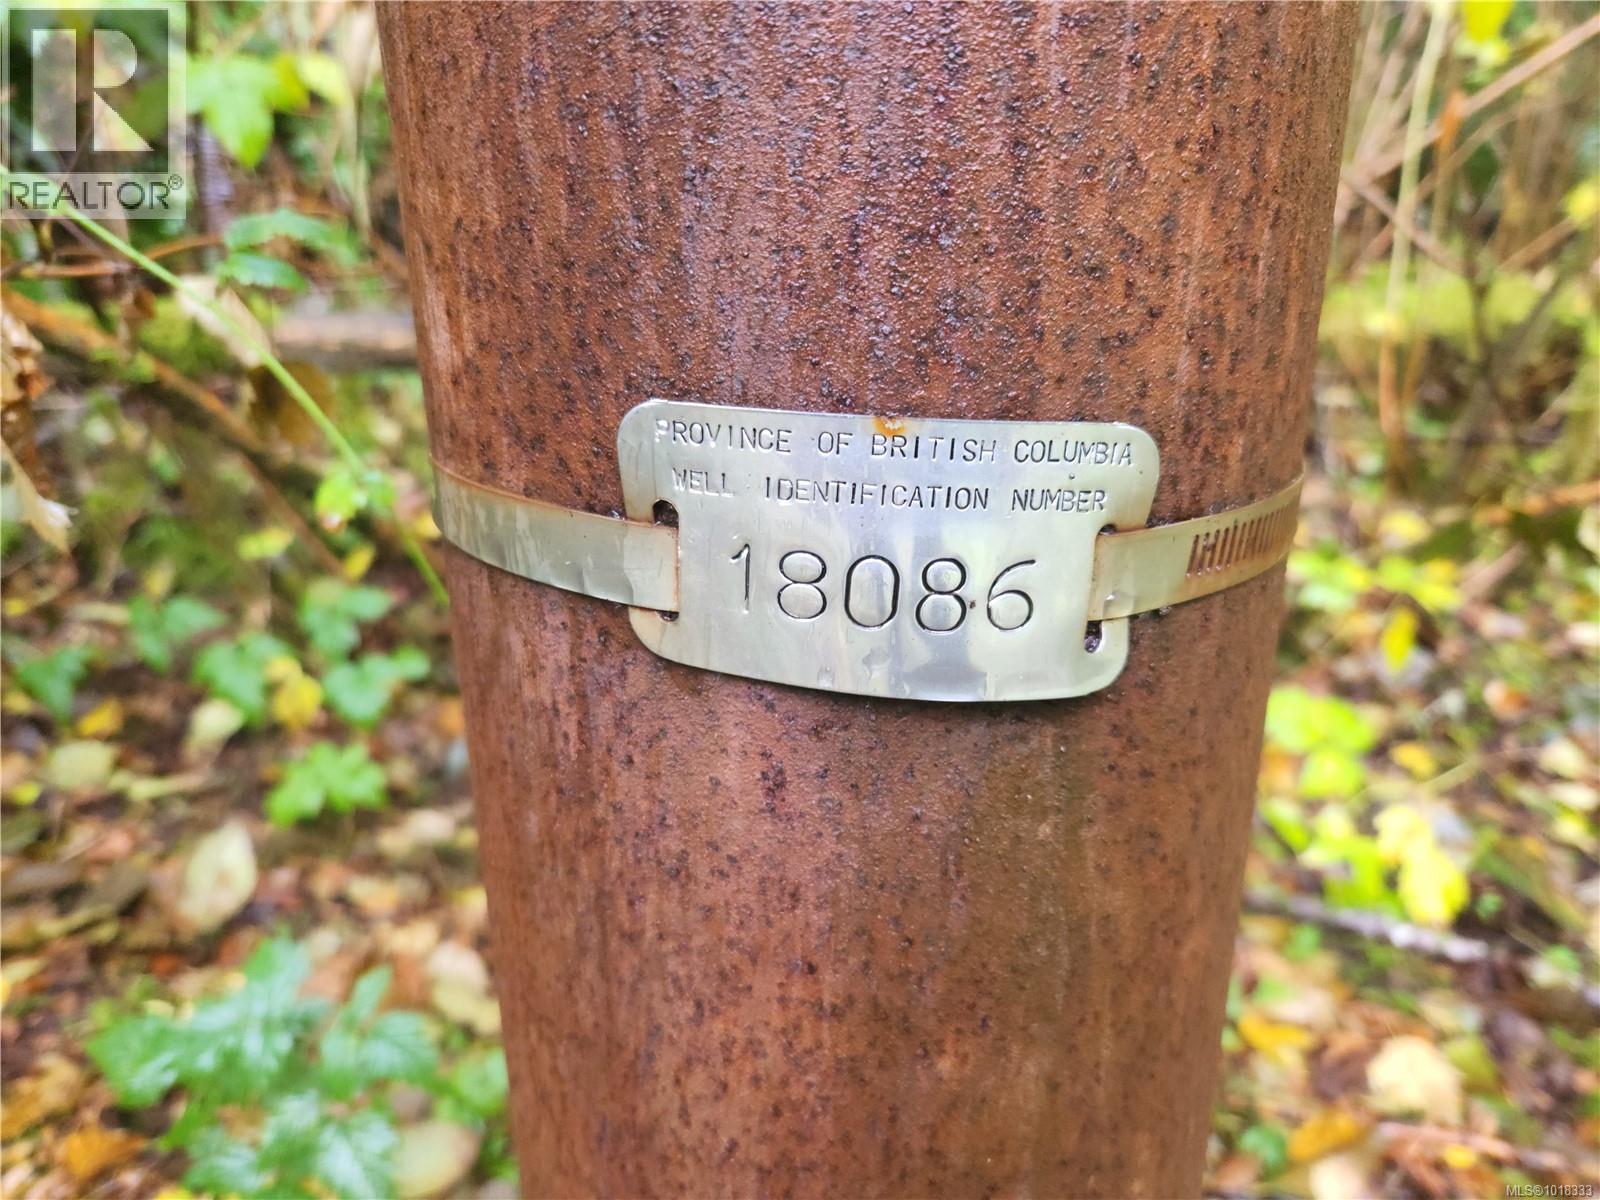 REALTOR®
PROVINCE OF BRITISH COLUMBIA
WELL IDENTIFICATION NUMBER
18086
MLS®1018333